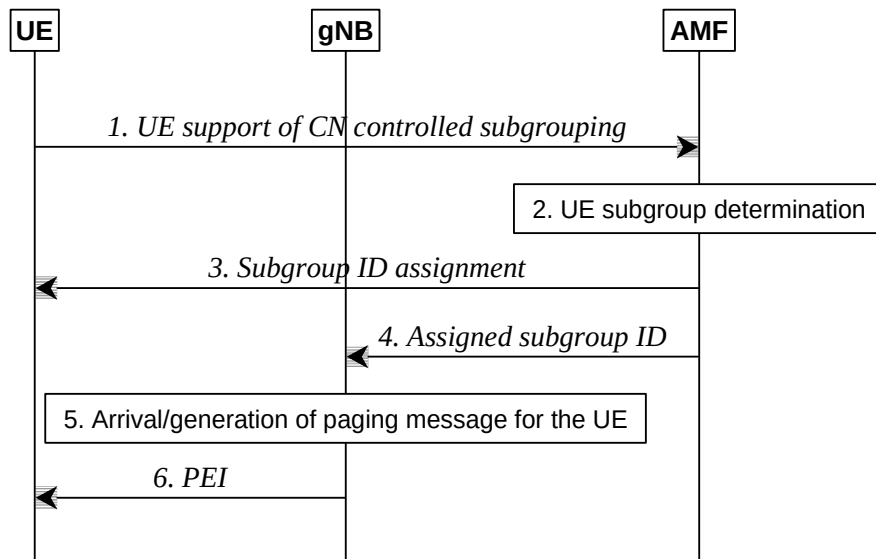 UE gNB AMF
1. UE support of CN controlled subgrouping
2. UE subgroup determination
3. Subgroup ID assignment
4. Assigned subgroup ID
5. Arrival/generation of paging message for the UE
6. PEI